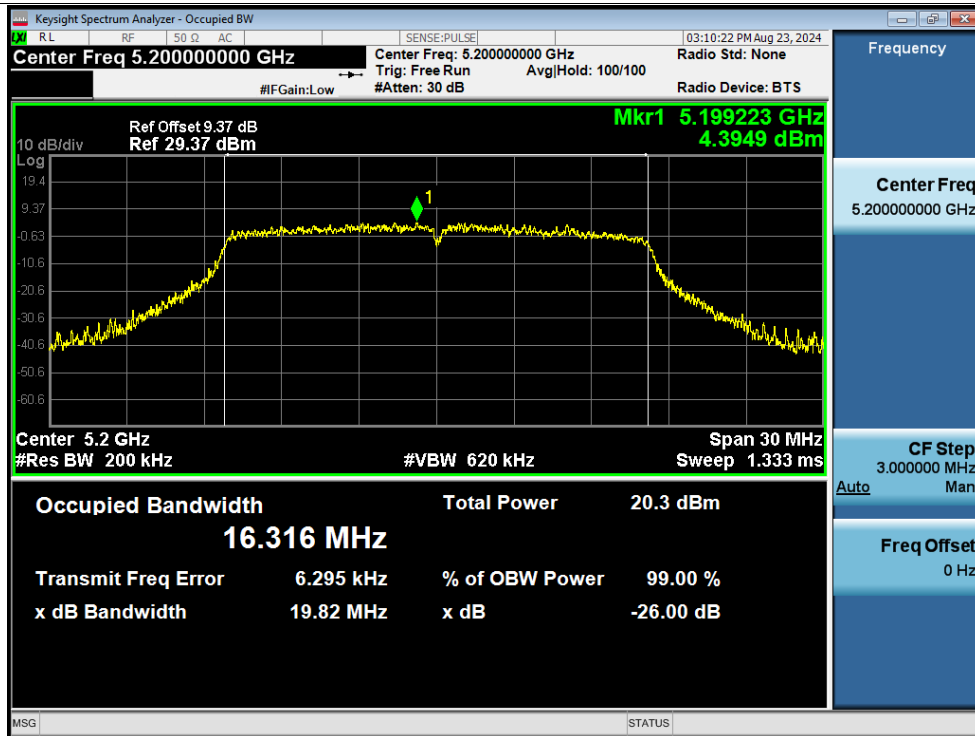 Keysight Spectrum Analyzer - Occupied BW
LXI RL RF 50 Ω AC SENSE:PULSE 03:10:22 PM Aug 23, 2024
Center Freq 5.200000000 GHz
#IFGain:Low
Center Freq: 5.200000000 GHz
Trig: Free Run Avg|Hold: 100/100
#Atten: 30 dB
Radio Std: None
Radio Device: BTS
Ref Offset 9.37 dB
10 dB/div Ref 29.37 dBm
Mkr1 5.199223 GHz
4.3949 dBm
Log
19.4
9.37
-0.63
-10.6
-20.6
-30.6
-40.6
-50.6
-60.6
1
Center 5.2 GHz Span 30 MHz
#Res BW 200 kHz #VBW 620 kHz Sweep 1.333 ms
Occupied Bandwidth
16.316 MHz
Total Power 20.3 dBm
Transmit Freq Error 6.295 kHz % of OBW Power 99.00 %
x dB Bandwidth 19.82 MHz x dB -26.00 dB
Frequency
Center Freq
5.200000000 GHz
CF Step
3.000000 MHz
Auto Man
Freq Offset
0 Hz
MSG STATUS